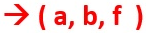 → ( a, b, f )